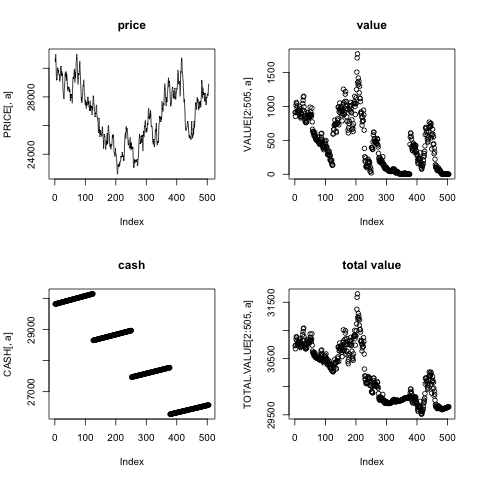 price
PRICE[, a]
24000
28000
0 100 200 300 400 500
Index
value
VALUE[2:505, a]
0
500
1000
1500
0 100 200 300 400 500
Index
cash
CASH[, a]
27000
29000
0 100 200 300 400 500
Index
total value
TOTAL.VALUE[2:505, a]
29500
30500
31500
0 100 200 300 400 500
Index